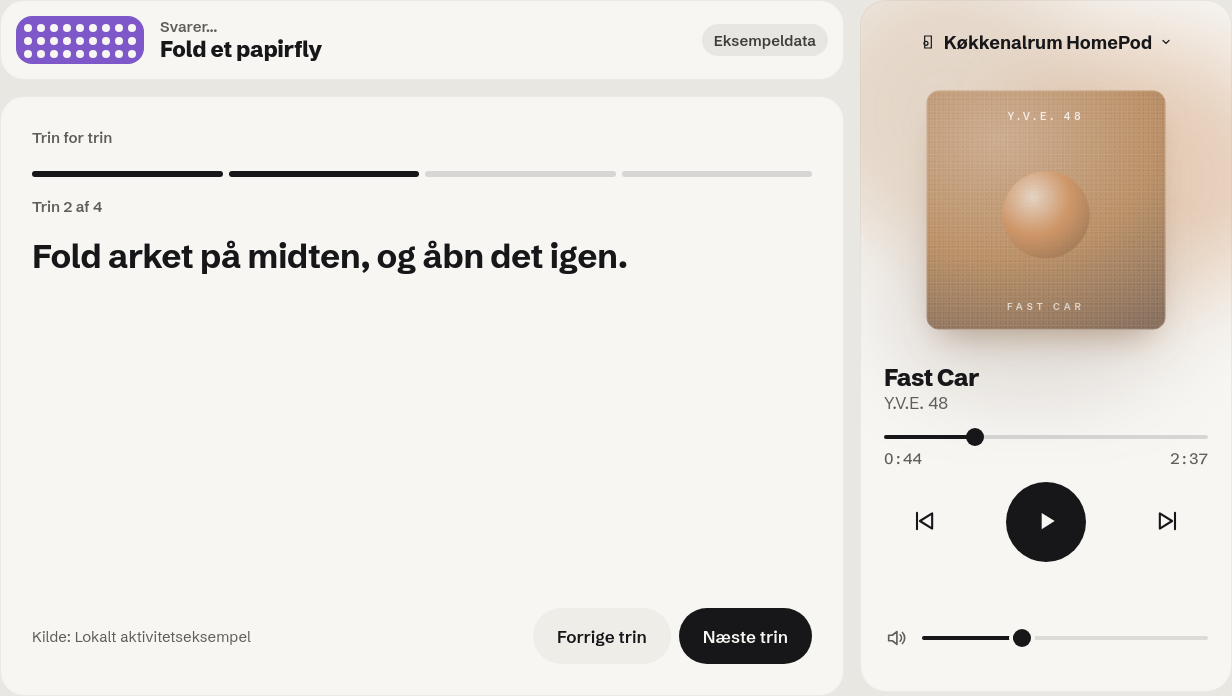 Svarer...
Fold et papirfly
Eksempeldata
Trin for trin
Trin 2 af 4
Fold arket på midten, og åbn det igen.
Kilde: Lokalt aktivitetseksempel
Forrige trin
Næste trin
Køkkenalrum HomePod
Y.V.E. 48
FAST CAR
Fast Car
Y.V.E. 48
0:44
2:37